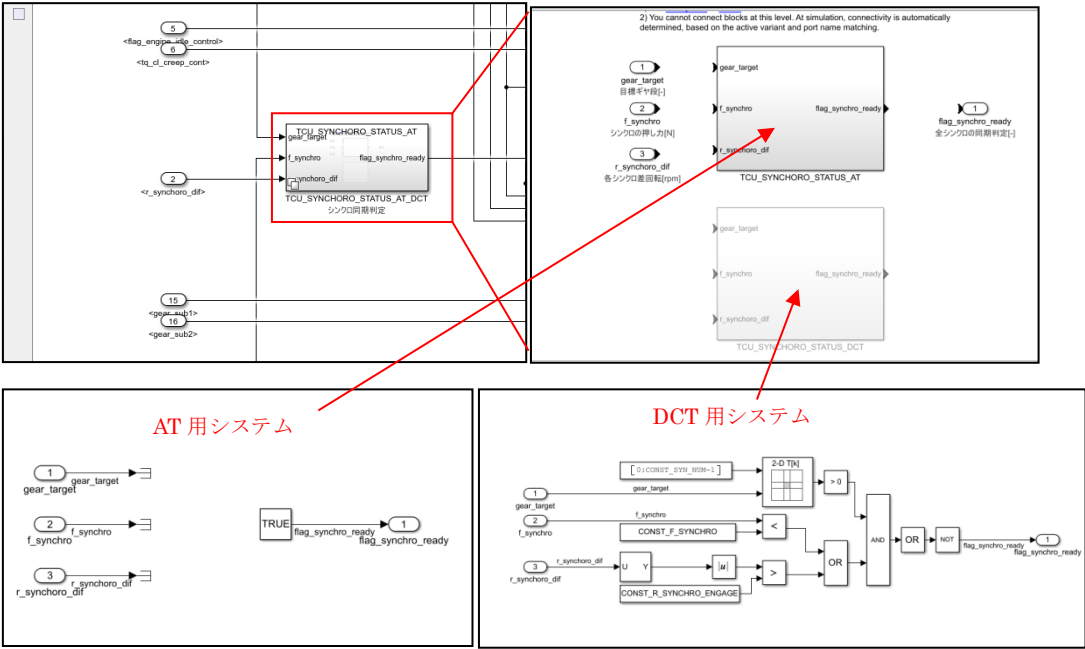 5
<flag_engine_idle_control>
6
<tq_cl_creep_cont>
TCU_SYNCHORO_STATUS_AT
gear_target
f_synchro
flag_synchro_ready
synchoro_dif
2
<r_synchoro_dif>
TCU_SYNCHORO_STATUS_AT_DCT
シンクロ同期判定
15
<gear_sub1>
16
<gear_sub2>
2) You cannot connect blocks at this level. At simulation, connectivity is automatically
determined, based on the active variant and port name matching.
1
gear_target
目標ギヤ段[-]
2
f_synchro
シンクロの押し力[N]
3
r_synchoro_dif
各シンクロ差回転[rpm]
gear_target
f_synchro
flag_synchro_ready
r_synchoro_dif
TCU_SYNCHORO_STATUS_AT
1
flag_synchro_ready
全シンクロの同期判定[-]
gear_target
f_synchro
flag_synchro_ready
r_synchoro_dif
TCU_SYNCHORO_STATUS_DCT
AT 用システム
1
gear_target
gear_target
2
f_synchro
f_synchro
3
r_synchoro_dif
r_synchoro_dif
TRUE
flag_synchro_ready
1
flag_synchro_ready
DCT 用システム
[0:CONST_SYN_NUM-1]
2-D T[k]
1
gear_target
gear_target
> 0
2
f_synchro
f_synchro
CONST_F_SYNCHRO
<
3
r_synchoro_dif
r_synchoro_dif
U Y
|u|
>
CONST_R_SYNCHRO_ENGAGE
OR
AND
OR
NOT
flag_synchro_ready
1
flag_synchro_ready